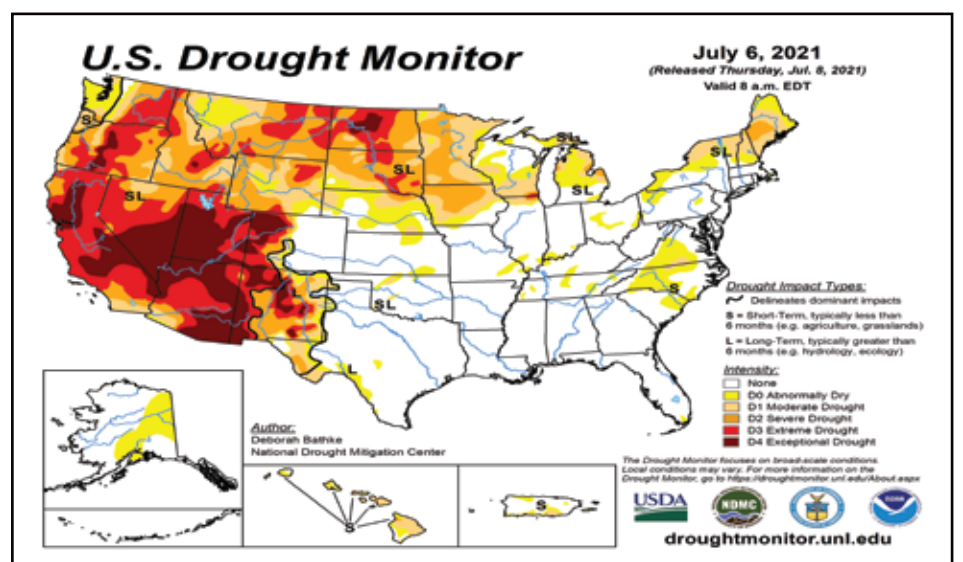 U.S. Drought Monitor
July 6, 2021
(Released Thursday, Jul. 8, 2021)
Valid 8 a.m. EDT
S
SL
SL
SL
SL
SL
SL
S
L
L
Drought Impact Types:
Delineates dominant impacts
S = Short-Term, typically less than
6 months (e.g. agriculture, grasslands)
L = Long-Term, typically greater than
6 months (e.g. hydrology, ecology)
Intensity:
None
D0 Abnormally Dry
D1 Moderate Drought
D2 Severe Drought
D3 Extreme Drought
D4 Exceptional Drought
Author:
Deborah Bathke
National Drought Mitigation Center
S
S
The Drought Monitor focuses on broad-scale conditions.
Local conditions may vary. For more information on the
Drought Monitor, go to https://droughtmonitor.unl.edu/About.aspx
USDA
NDMC
droughtmonitor.unl.edu